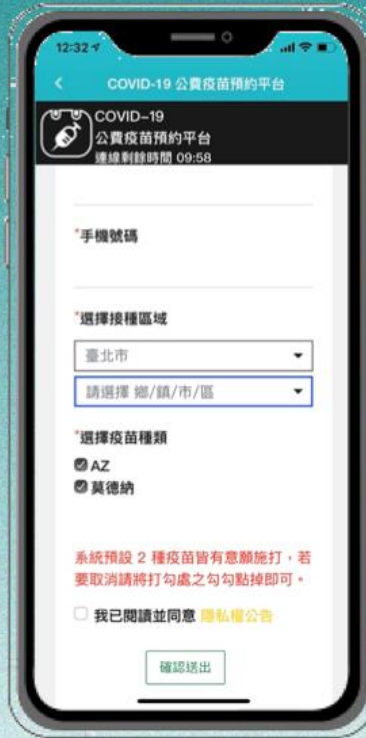 12:32
COVID-19 公費疫苗預約平台
COVID-19
公費疫苗預約平台
連線剩餘時間 09:58
*手機號碼
*選擇接種區域
臺北市
請選擇 鄉/鎮/市/區
*選擇疫苗種類
AZ
莫德納
系統預設 2 種疫苗皆有意願施打，若
要取消請將打勾處之勾勾點掉即可。
我已閱讀並同意 隱私權公告
確認送出